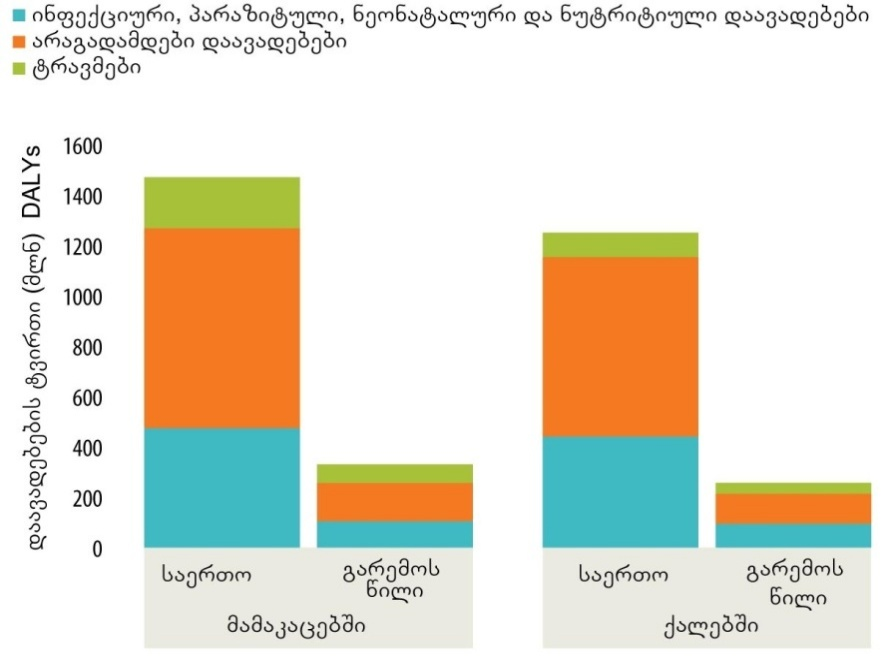 ინფექციური, პარაზიტული, ნეონატალური და ნუტრიტიული დაავადებები
არაგადამდები დაავადებები
ტრავმები
დაავადებების ტვირთი (მლნ) DALYs
1600
1400
1200
1000
800
600
400
200
0
საერთო
გარემოს
წილი
მამაკაცებში
საერთო
გარემოს
წილი
ქალებში